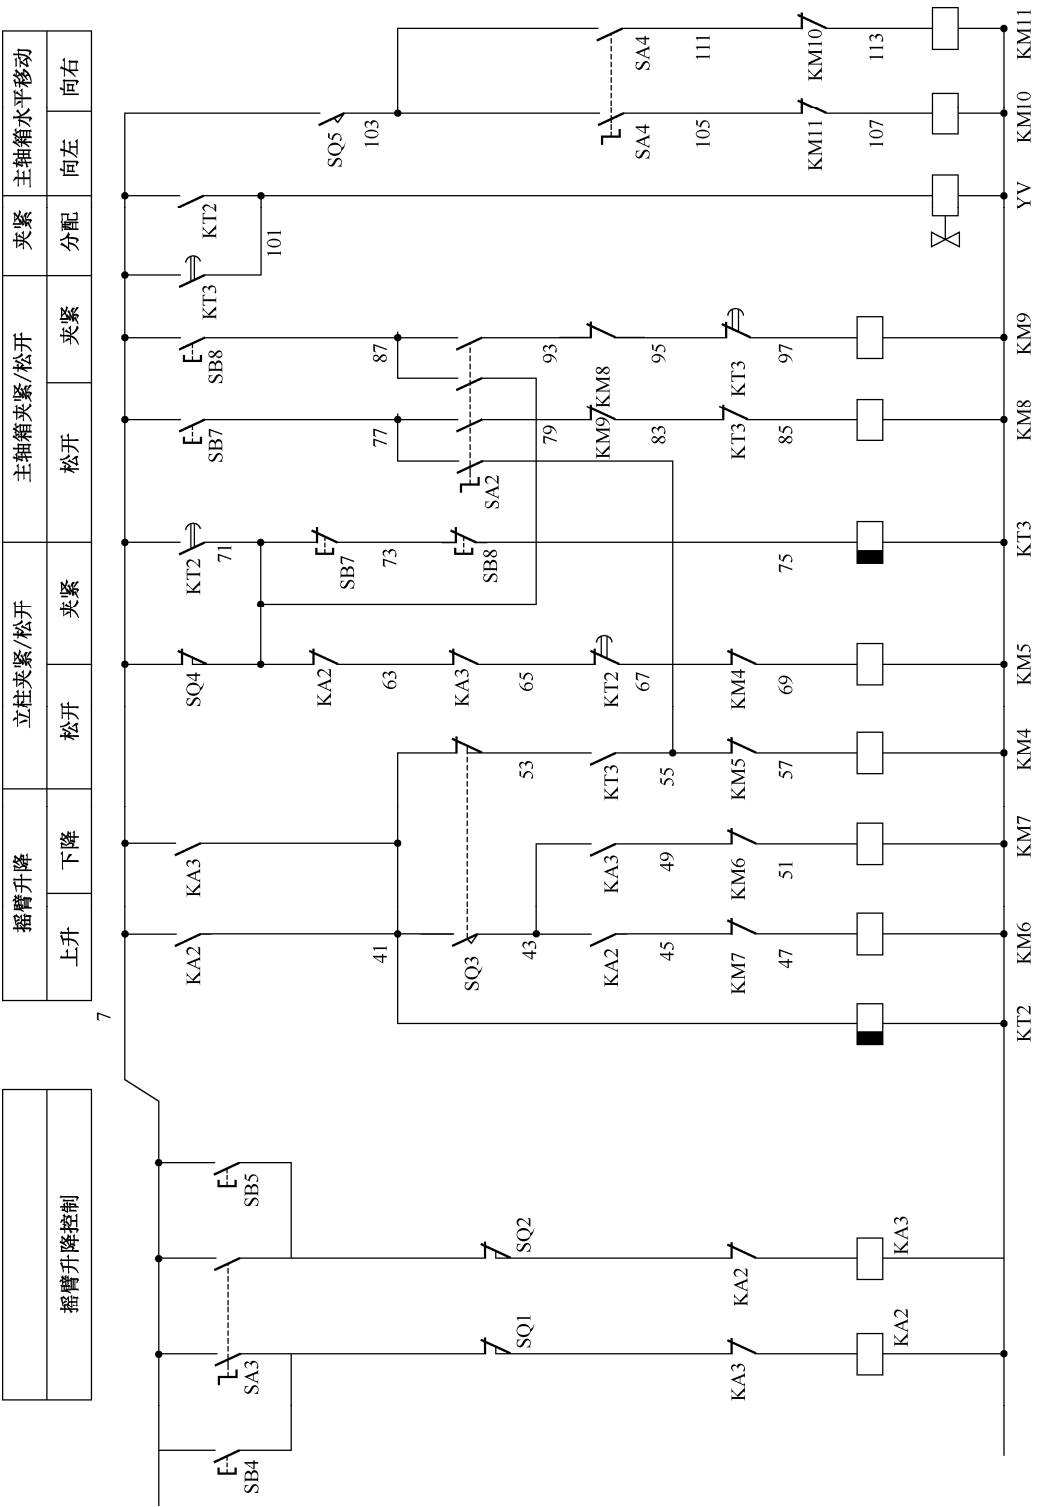 摇臂升降控制
摇臂升降
立柱夹紧/松开
主轴箱夹紧/松开
夹紧
主轴箱水平移动
上升
下降
松开
夹紧
松开
夹紧
分配
向左
向右
7
SB4
SA3
SB5
SQ1
SQ2
KA3
KA2
KA2
KA3
KT2
KA2
41
SQ3
43
KA2
45
KM7
47
KM6
KA3
KA3
49
KM6
51
KM7
53
KT3
55
KM5
57
KM4
SQ4
KA2
63
KA3
65
KT2
67
KM4
69
KM5
KT2
71
SB7
73
SB8
75
KT3
SB7
77
SA2
79
KM9
83
KT3
85
KM8
SB8
87
93
KM8
95
KT3
97
KM9
KT3
KT2
101
YV
SQ5
103
SA4
105
KM11
107
KM10
SA4
111
KM10
113
KM11